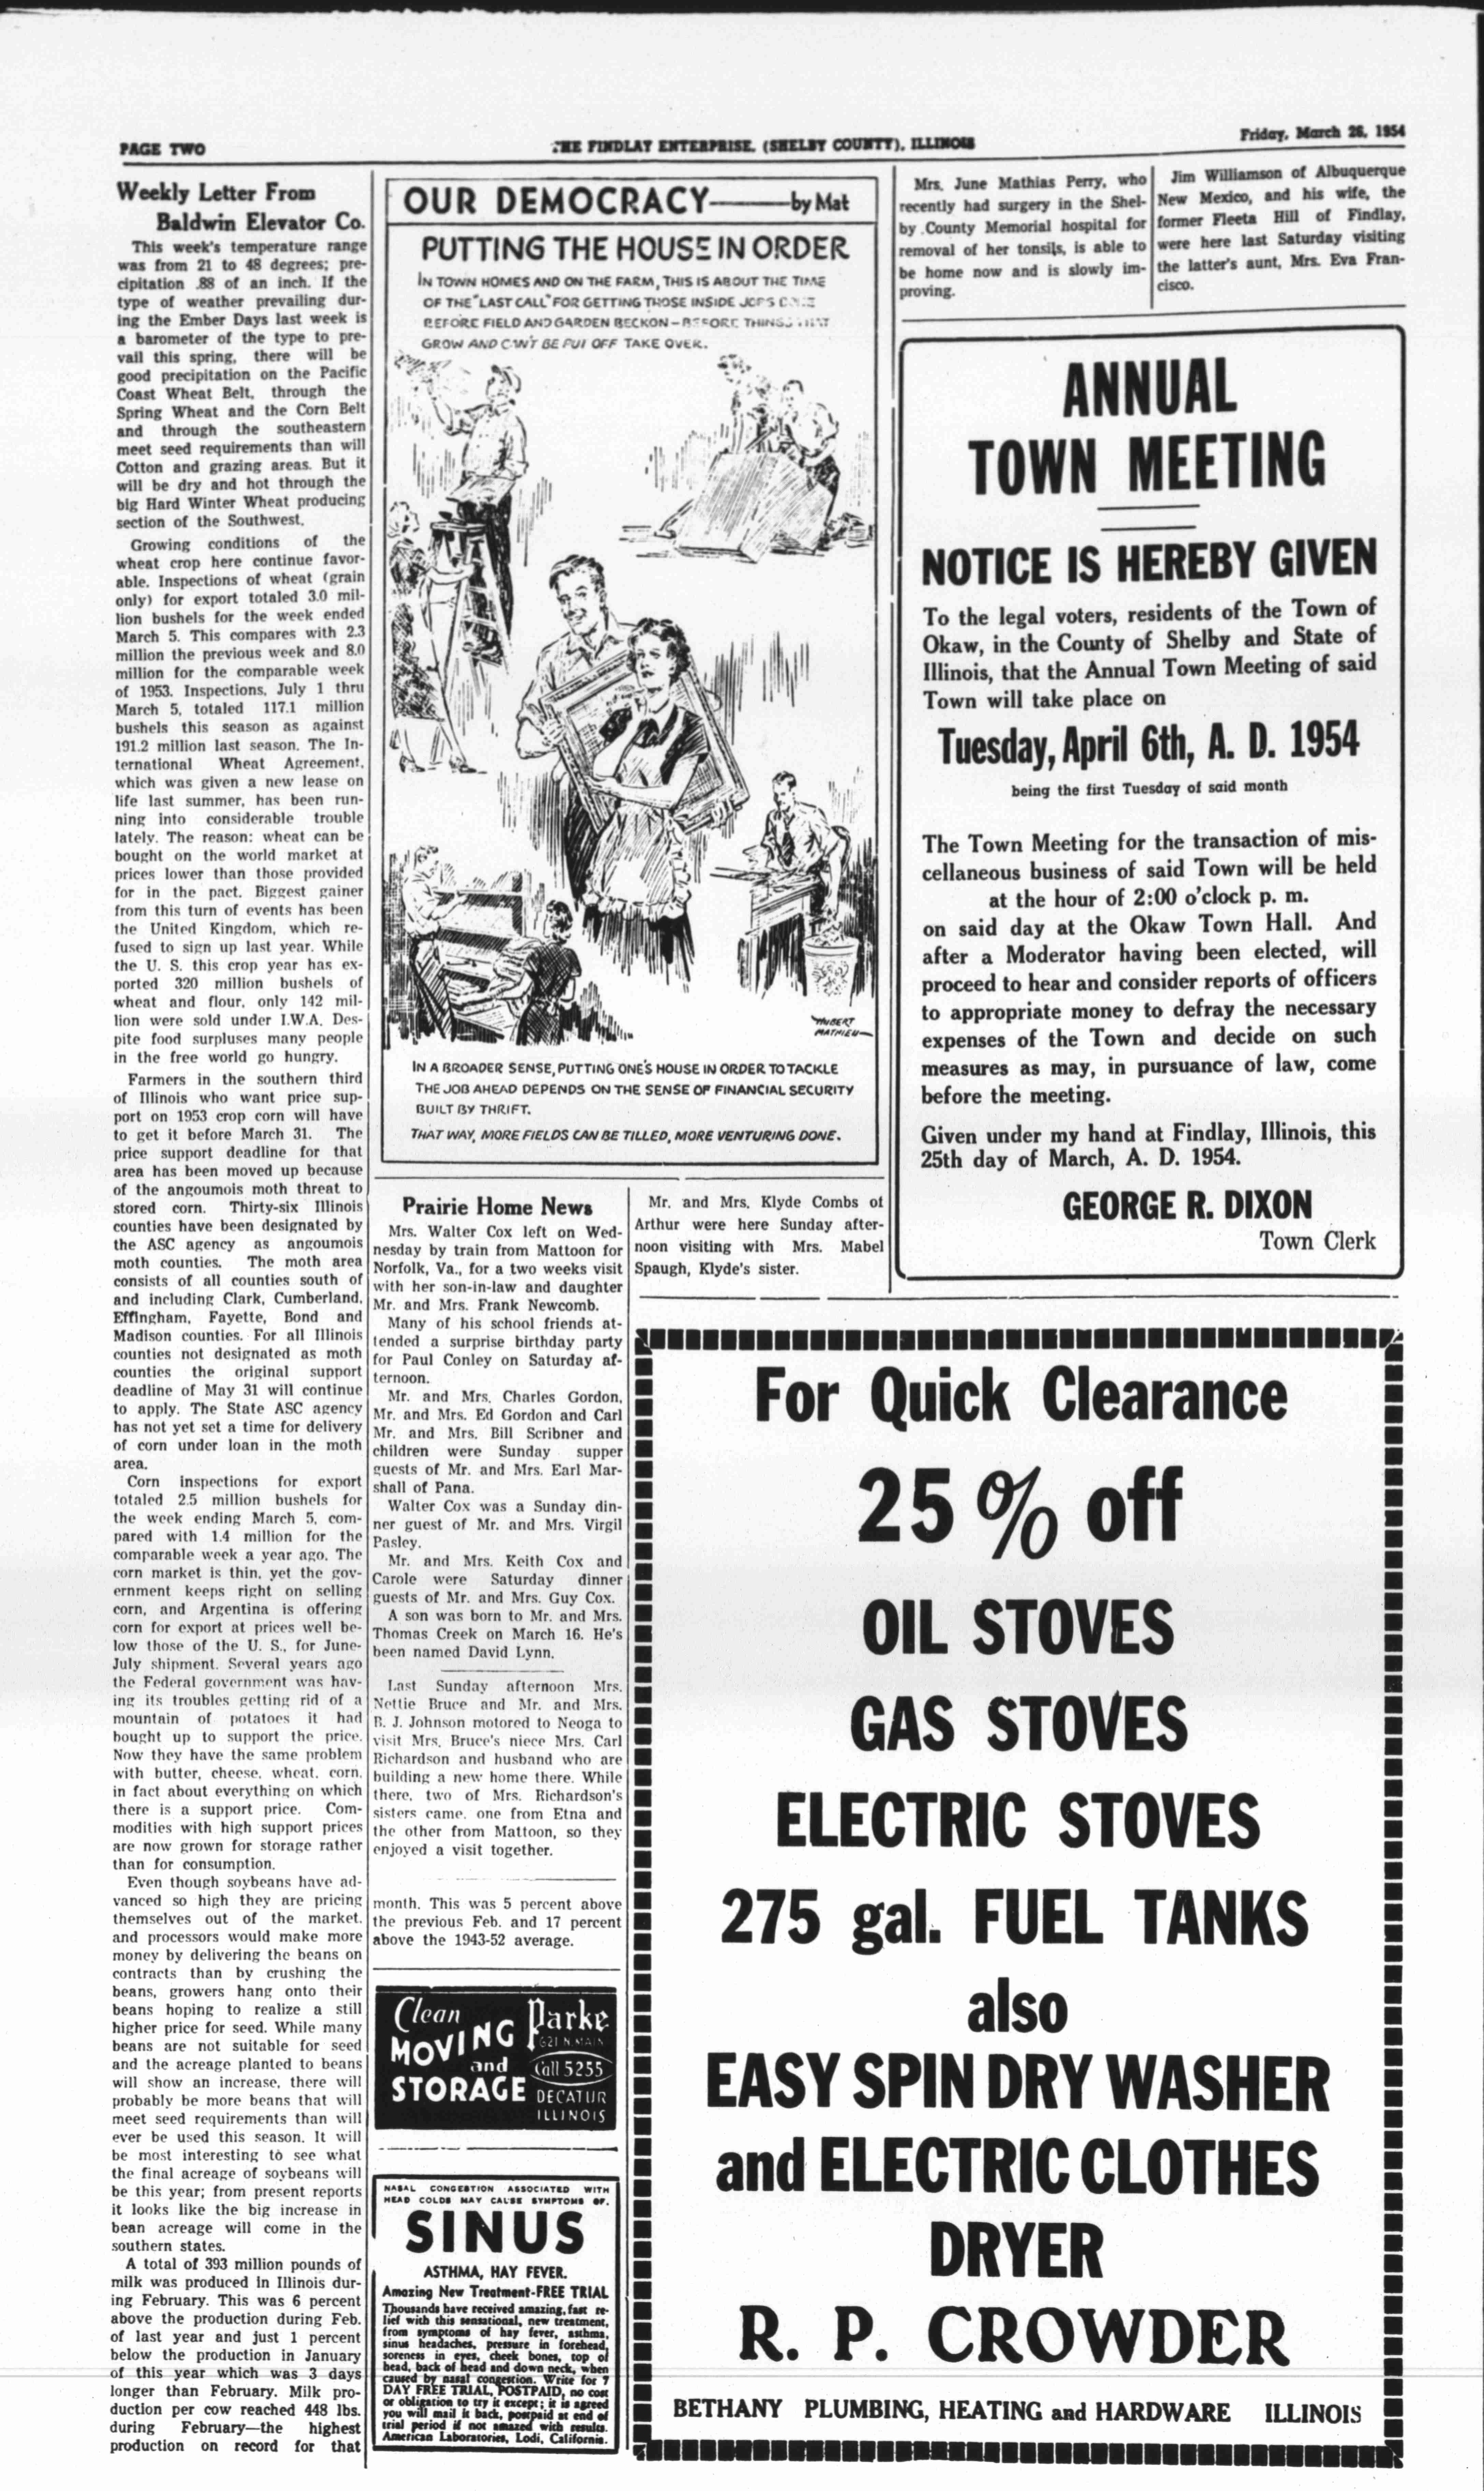 PAGE TWO
THE FINDLAY ENTERPRISE, (SHELBY COUNTY), ILLINOIS
Friday, March 26, 1954
Weekly Letter From
Baldwin Elevator Co.
This week's temperature range
was from 21 to 48 degrees; pre-
cipitation .88 of an inch. If the
type of weather prevailing dur-
ing the Ember Days last week is
a barometer of the type to pre-
vail this spring, there will be
good precipitation on the Pacific
Coast Wheat Belt, through the
Spring Wheat and the Corn Belt
and through the southeastern
meet seed requirements than will
Cotton and grazing areas. But it
will be dry and hot through the
big Hard Winter Wheat producing
section of the Southwest.
Growing conditions of the
wheat crop here continue favor-
able. Inspections of wheat (grain
only) for export totaled 3.0 mil-
lion bushels for the week ended
March 5. This compares with 2.3
million the previous week and 8.0
million for the comparable week
of 1953. Inspections, July 1 thru
March 5, totaled 117.1 million
bushels this season as against
191.2 million last season. The In-
ternational Wheat Agreement,
which was given a new lease on
life last summer, has been run-
ning into considerable trouble
lately. The reason: wheat can be
bought on the world market at
prices lower than those provided
for in the pact. Biggest gainer
from this turn of events has been
the United Kingdom, which re-
fused to sign up last year. While
the U. S. this crop year has ex-
ported 320 million bushels of
wheat and flour, only 142 mil-
lion were sold under I.W.A. Des-
pite food surpluses many people
in the free world go hungry.
Farmers in the southern third
of Illinois who want price sup-
port on 1953 crop corn will have
to get it before March 31. The
price support deadline for that
area has been moved up because
of the angoumois moth threat to
stored corn. Thirty-six Illinois
counties have been designated by
the ASC agency as angoumois
moth counties. The moth area
consists of all counties south of
and including Clark, Cumberland,
Effingham, Fayette, Bond and
Madison counties. For all Illinois
counties not designated as moth
counties the original support
deadline of May 31 will continue
to apply. The State ASC agency
has not yet set a time for delivery
of corn under loan in the moth
area.
Corn inspections for export
totaled 2.5 million bushels for
the week ending March 5, com-
pared with 1.4 million for the
comparable week a year ago. The
corn market is thin, yet the gov-
ernment keeps right on selling
corn, and Argentina is offering
corn for export at prices well be-
low those of the U. S., for June-
July shipment. Several years ago
the Federal government was hav-
ing its troubles getting rid of a
mountain of potatoes it had
bought up to support the price.
Now they have the same problem
with butter, cheese, wheat, corn,
in fact about everything on which
there is a support price. Com-
modities with high support prices
are now grown for storage rather
than for consumption.
Even though soybeans have ad-
vanced so high they are pricing
themselves out of the market,
and processors would make more
money by delivering the beans on
contracts than by crushing the
beans, growers hang onto their
beans hoping to realize a still
higher price for seed. While many
beans are not suitable for seed
and the acreage planted to beans
will show an increase, there will
probably be more beans that will
meet seed requirements than will
ever be used this season. It will
be most interesting to see what
the final acreage of soybeans will
be this year; from present reports
it looks like the big increase in
bean acreage will come in the
southern states.
A total of 393 million pounds of
milk was produced in Illinois dur-
ing February. This was 6 percent
above the production during Feb.
of last year and just 1 percent
below the production in January
of this year which was 3 days
longer than February. Milk pro-
duction per cow reached 448 lbs.
during February—the highest
production on record for that
OUR DEMOCRACY — by Mat
PUTTING THE HOUSE IN ORDER
IN TOWN HOMES AND ON THE FARM, THIS IS ABOUT THE TIME
OF THE "LAST CALL" FOR GETTING THOSE INSIDE JOBS DONE
BEFORE FIELD AND GARDEN BECKON - BEFORE THINGS THAT
GROW AND CAN'T BE PUT OFF TAKE OVER.
HUBERT
MATHIEU
IN A BROADER SENSE, PUTTING ONE'S HOUSE IN ORDER TO TACKLE
THE JOB AHEAD DEPENDS ON THE SENSE OF FINANCIAL SECURITY
BUILT BY THRIFT.
THAT WAY, MORE FIELDS CAN BE TILLED, MORE VENTURING DONE.
Prairie Home News
Mrs. Walter Cox left on Wed-
nesday by train from Mattoon for
Norfolk, Va., for a two weeks visit
with her son-in-law and daughter
Mr. and Mrs. Frank Newcomb.
Many of his school friends at-
tended a surprise birthday party
for Paul Conley on Saturday af-
ternoon.
Mr. and Mrs. Charles Gordon,
Mr. and Mrs. Ed Gordon and Carl
Mr. and Mrs. Bill Scribner and
children were Sunday supper
guests of Mr. and Mrs. Earl Mar-
shall of Pana.
Walter Cox was a Sunday din-
ner guest of Mr. and Mrs. Virgil
Pasley.
Mr. and Mrs. Keith Cox and
Carole were Saturday dinner
guests of Mr. and Mrs. Guy Cox.
A son was born to Mr. and Mrs.
Thomas Creek on March 16. He's
been named David Lynn.
Last Sunday afternoon Mrs.
Nettie Bruce and Mr. and Mrs.
B. J. Johnson motored to Neoga to
visit Mrs. Bruce's niece Mrs. Carl
Richardson and husband who are
building a new home there. While
there, two of Mrs. Richardson's
sisters came, one from Etna and
the other from Mattoon, so they
enjoyed a visit together.
month. This was 5 percent above
the previous Feb. and 17 percent
above the 1943-52 average.
Clean
MOVING
and
STORAGE
Parke
621 N. MAIN
Call 5255
DECATUR
ILLINOIS
NASAL CONGESTION ASSOCIATED WITH
HEAD COLDS MAY CAUSE SYMPTOMS OF.
SINUS
ASTHMA, HAY FEVER.
Amazing New Treatment-FREE TRIAL
Thousands have received amazing, fast re-
lief with this sensational, new treatment,
from symptoms of hay fever, asthma,
sinus headaches, pressure in forehead,
soreness in eyes, cheek bones, top of
head, back of head and down neck, when
caused by nasal congestion. Write for 7
DAY FREE TRIAL, POSTPAID, no cost
or obligation to try it except; it is agreed
you will mail it back, postpaid at end of
trial period if not amazed with results.
American Laboratories, Lodi, California.
Mr. and Mrs. Klyde Combs of
Arthur were here Sunday after-
noon visiting with Mrs. Mabel
Spaugh, Klyde's sister.
Mrs. June Mathias Perry, who
recently had surgery in the Shel-
by County Memorial hospital for
removal of her tonsils, is able to
be home now and is slowly im-
proving.
Jim Williamson of Albuquerque
New Mexico, and his wife, the
former Fleeta Hill of Findlay,
were here last Saturday visiting
the latter's aunt, Mrs. Eva Fran-
cisco.
ANNUAL
TOWN MEETING
NOTICE IS HEREBY GIVEN
To the legal voters, residents of the Town of
Okaw, in the County of Shelby and State of
Illinois, that the Annual Town Meeting of said
Town will take place on
Tuesday, April 6th, A. D. 1954
being the first Tuesday of said month
The Town Meeting for the transaction of mis-
cellaneous business of said Town will be held
at the hour of 2:00 o'clock p. m.
on said day at the Okaw Town Hall. And
after a Moderator having been elected, will
proceed to hear and consider reports of officers
to appropriate money to defray the necessary
expenses of the Town and decide on such
measures as may, in pursuance of law, come
before the meeting.
Given under my hand at Findlay, Illinois, this
25th day of March, A. D. 1954.
GEORGE R. DIXON
Town Clerk
For Quick Clearance
25% off
OIL STOVES
GAS STOVES
ELECTRIC STOVES
275 gal. FUEL TANKS
also
EASY SPIN DRY WASHER
and ELECTRIC CLOTHES
DRYER
R. P. CROWDER
BETHANY PLUMBING, HEATING and HARDWARE ILLINOIS